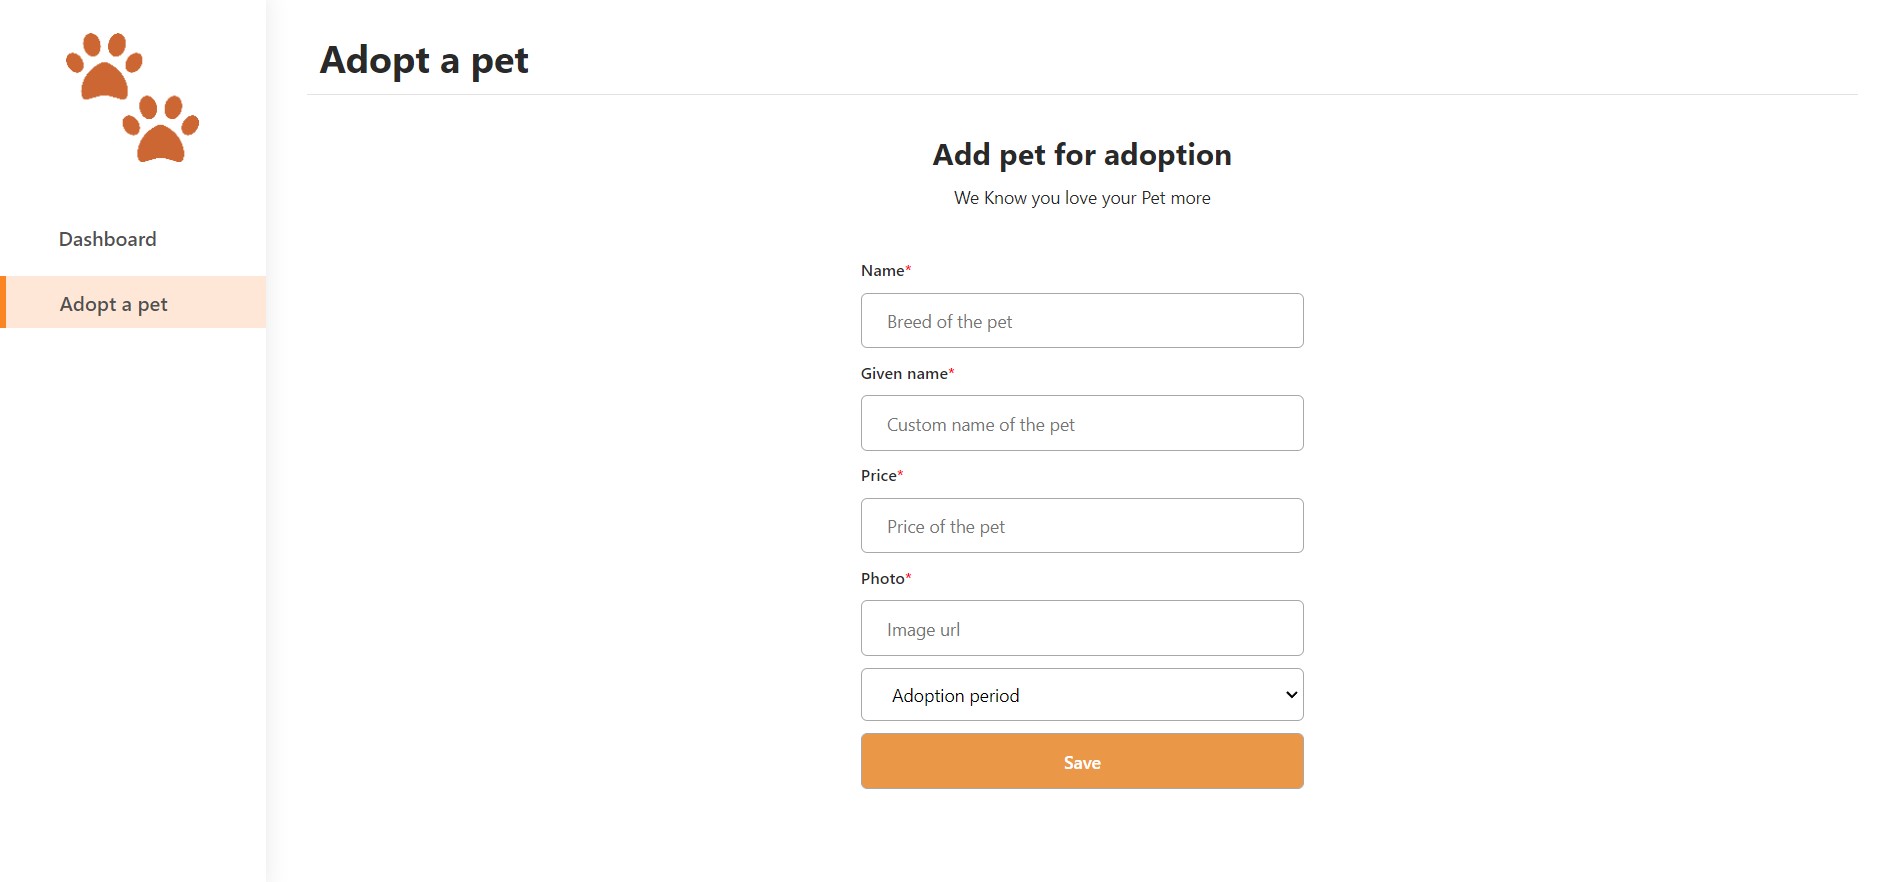 Adopt a pet
Dashboard
Adopt a pet
Add pet for adoption
We Know you love your Pet more
Name*
Breed of the pet
Given name*
Custom name of the pet
Price*
Price of the pet
Photo*
Image url
Adoption period
Save